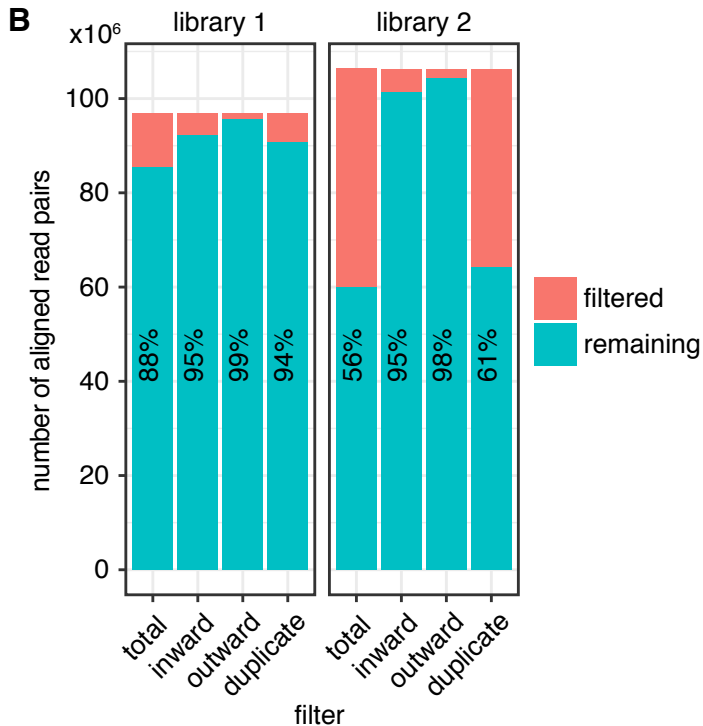 B
x10⁶
library 1
library 2
number of aligned read pairs
100
80
60
40
20
0
88%
95%
99%
94%
56%
95%
98%
61%
total
inward
outward
duplicate
total
inward
outward
duplicate
filter
filtered
remaining